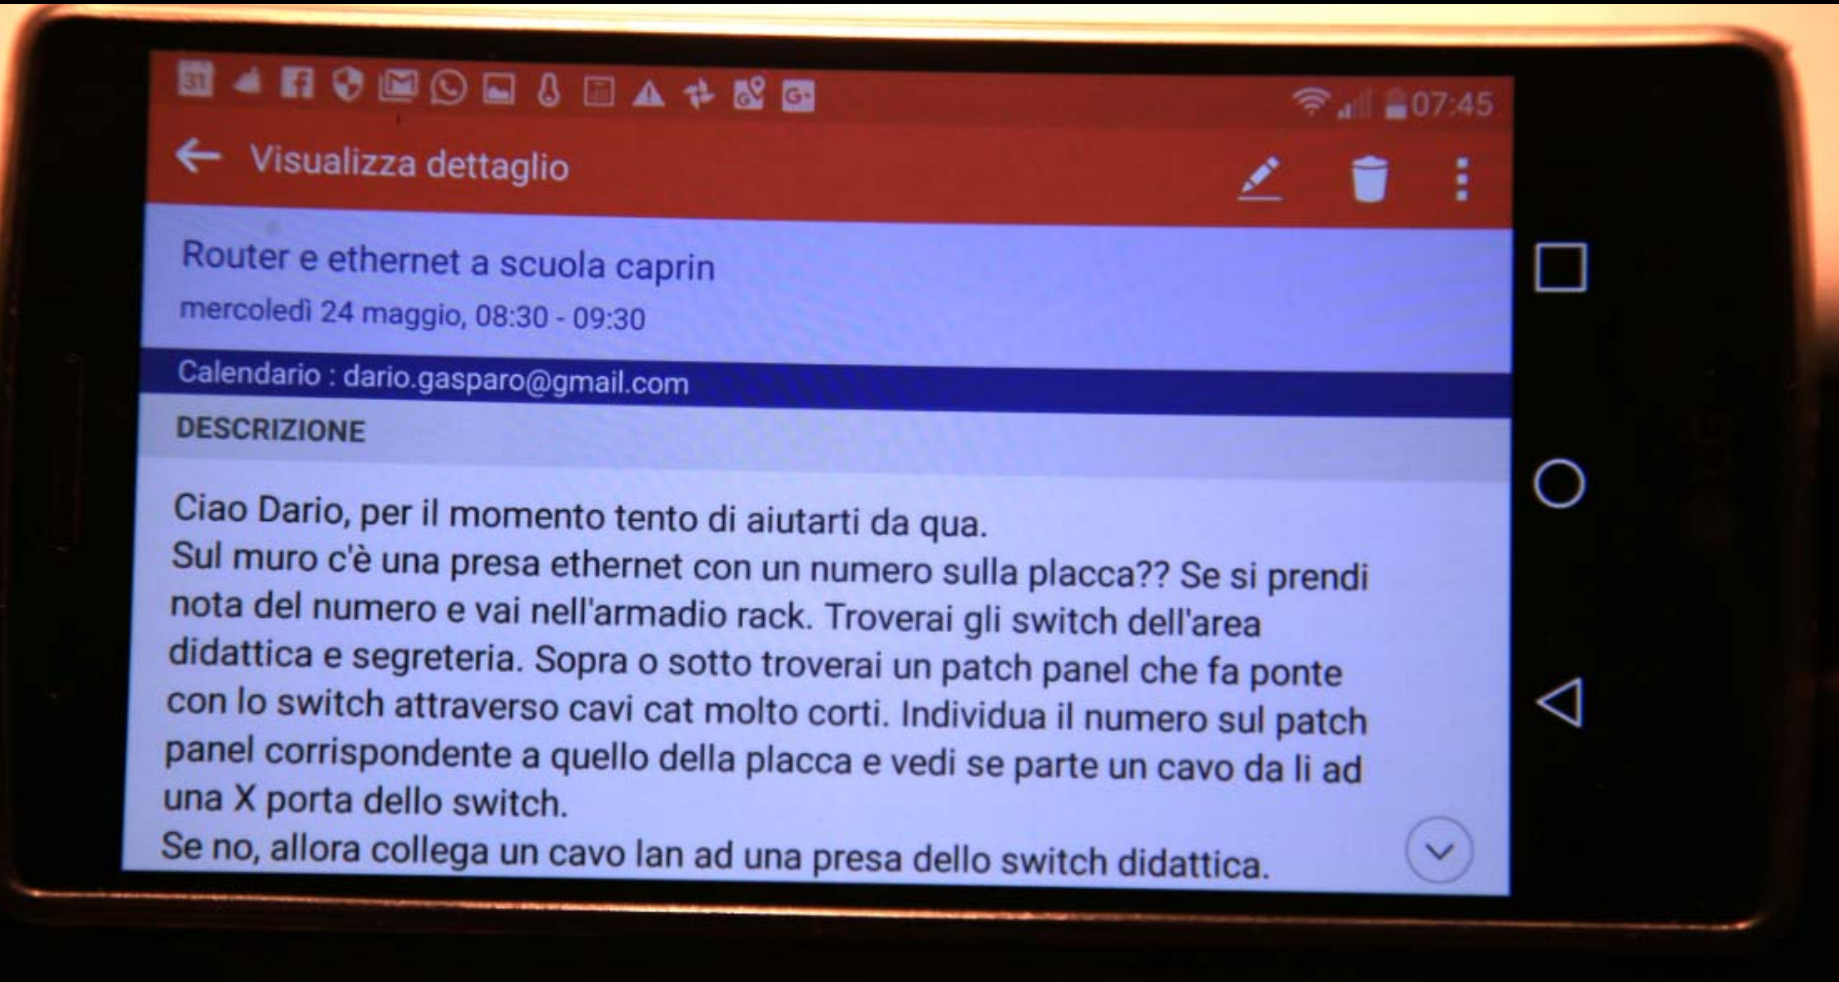 31 G G+ 07:45
Visualizza dettaglio
Router e ethernet a scuola caprin
mercoledì 24 maggio, 08:30 - 09:30
Calendario : dario.gasparo@gmail.com
DESCRIZIONE
Ciao Dario, per il momento tento di aiutarti da qua.
Sul muro c'è una presa ethernet con un numero sulla placca?? Se si prendi
nota del numero e vai nell'armadio rack. Troverai gli switch dell'area
didattica e segreteria. Sopra o sotto troverai un patch panel che fa ponte
con lo switch attraverso cavi cat molto corti. Individua il numero sul patch
panel corrispondente a quello della placca e vedi se parte un cavo da li ad
una X porta dello switch.
Se no, allora collega un cavo lan ad una presa dello switch didattica.